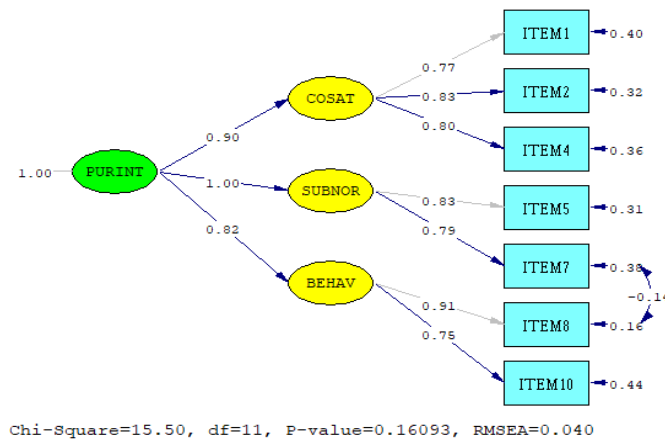 ITEM1
0.40
0.77
ITEM2
0.32
COSAT
0.83
0.80
0.90
ITEM4
0.36
1.00
PURINT
1.00
SUBNOR
0.83
ITEM5
0.31
0.79
0.82
ITEM7
0.38
BEHAV
-0.14
0.91
ITEM8
0.16
0.75
ITEM10
0.44
Chi-Square=15.50, df=11, P-value=0.16093, RMSEA=0.040